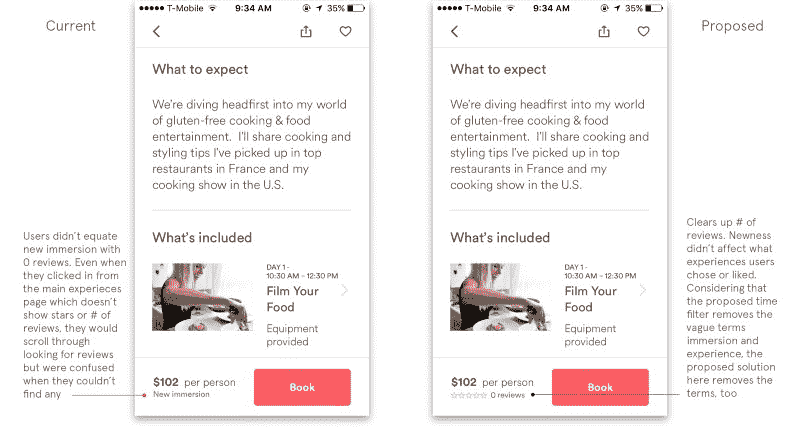 Current
●●●●● T-Mobile 9:34 AM 35%
What to expect
We're diving headfirst into my world
of gluten-free cooking & food
entertainment. I'll share cooking and
styling tips I've picked up in top
restaurants in France and my
cooking show in the U.S.
What's included
DAY 1 -
10:30 AM - 12:30 PM
Film Your
Food
Equipment
provided
$102 per person
New immersion
Book
Users didn't equate
new immersion with
0 reviews. Even when
they clicked in from
the main experieces
page which doesn't
show stars or # of
reviews, they would
scroll through
looking for reviews
but were confused
when they couldn't
find any
Proposed
●●●●● T-Mobile 9:34 AM 35%
What to expect
We're diving headfirst into my world
of gluten-free cooking & food
entertainment. I'll share cooking and
styling tips I've picked up in top
restaurants in France and my
cooking show in the U.S.
What's included
DAY 1 -
10:30 AM - 12:30 PM
Film Your
Food
Equipment
provided
$102 per person
☆☆☆☆☆ 0 reviews
Book
Clears up # of
reviews. Newness
didn't affect what
experiences users
chose or liked.
Considering that
the proposed time
filter removes the
vague terms
immersion and
experience, the
proposed solution
here removes the
terms, too